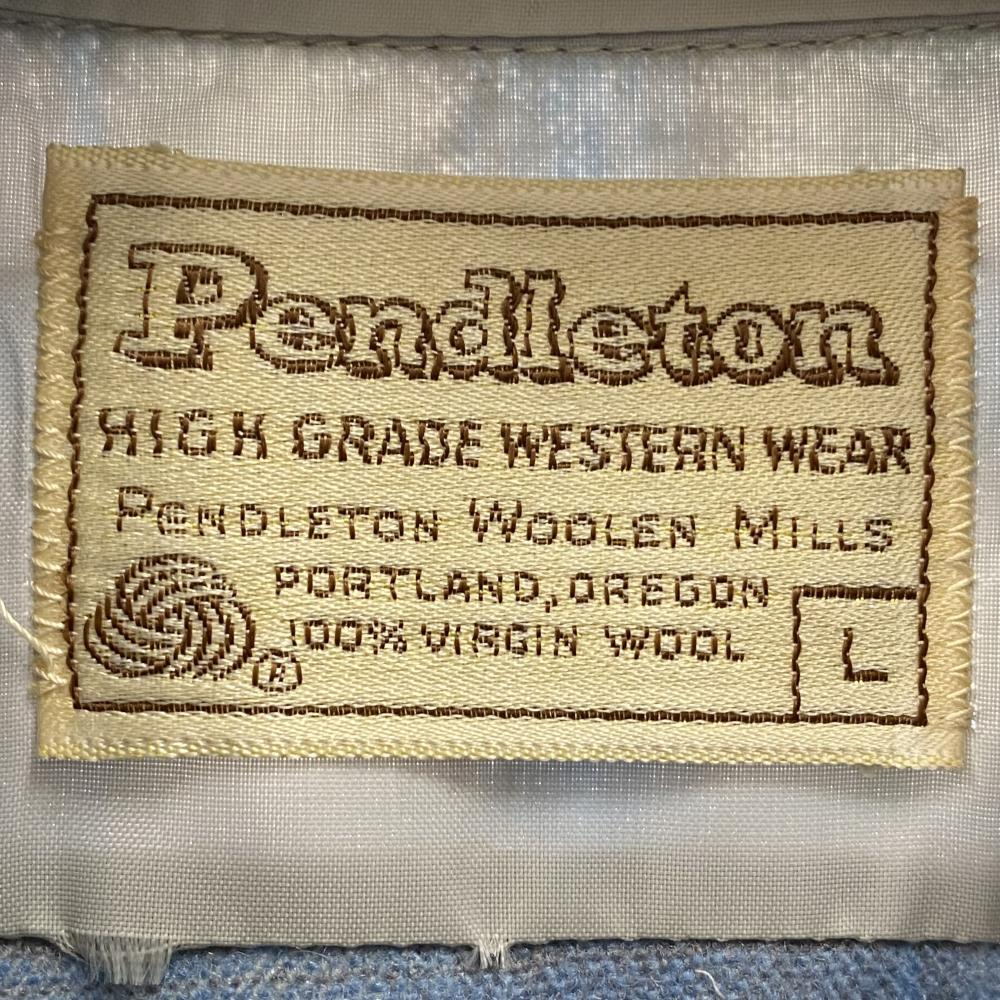 Pendleton
HIGH GRADE WESTERN WEAR
PENDLETON WOOLEN MILLS
PORTLAND, OREGON
100% VIRGIN WOOL
®
L